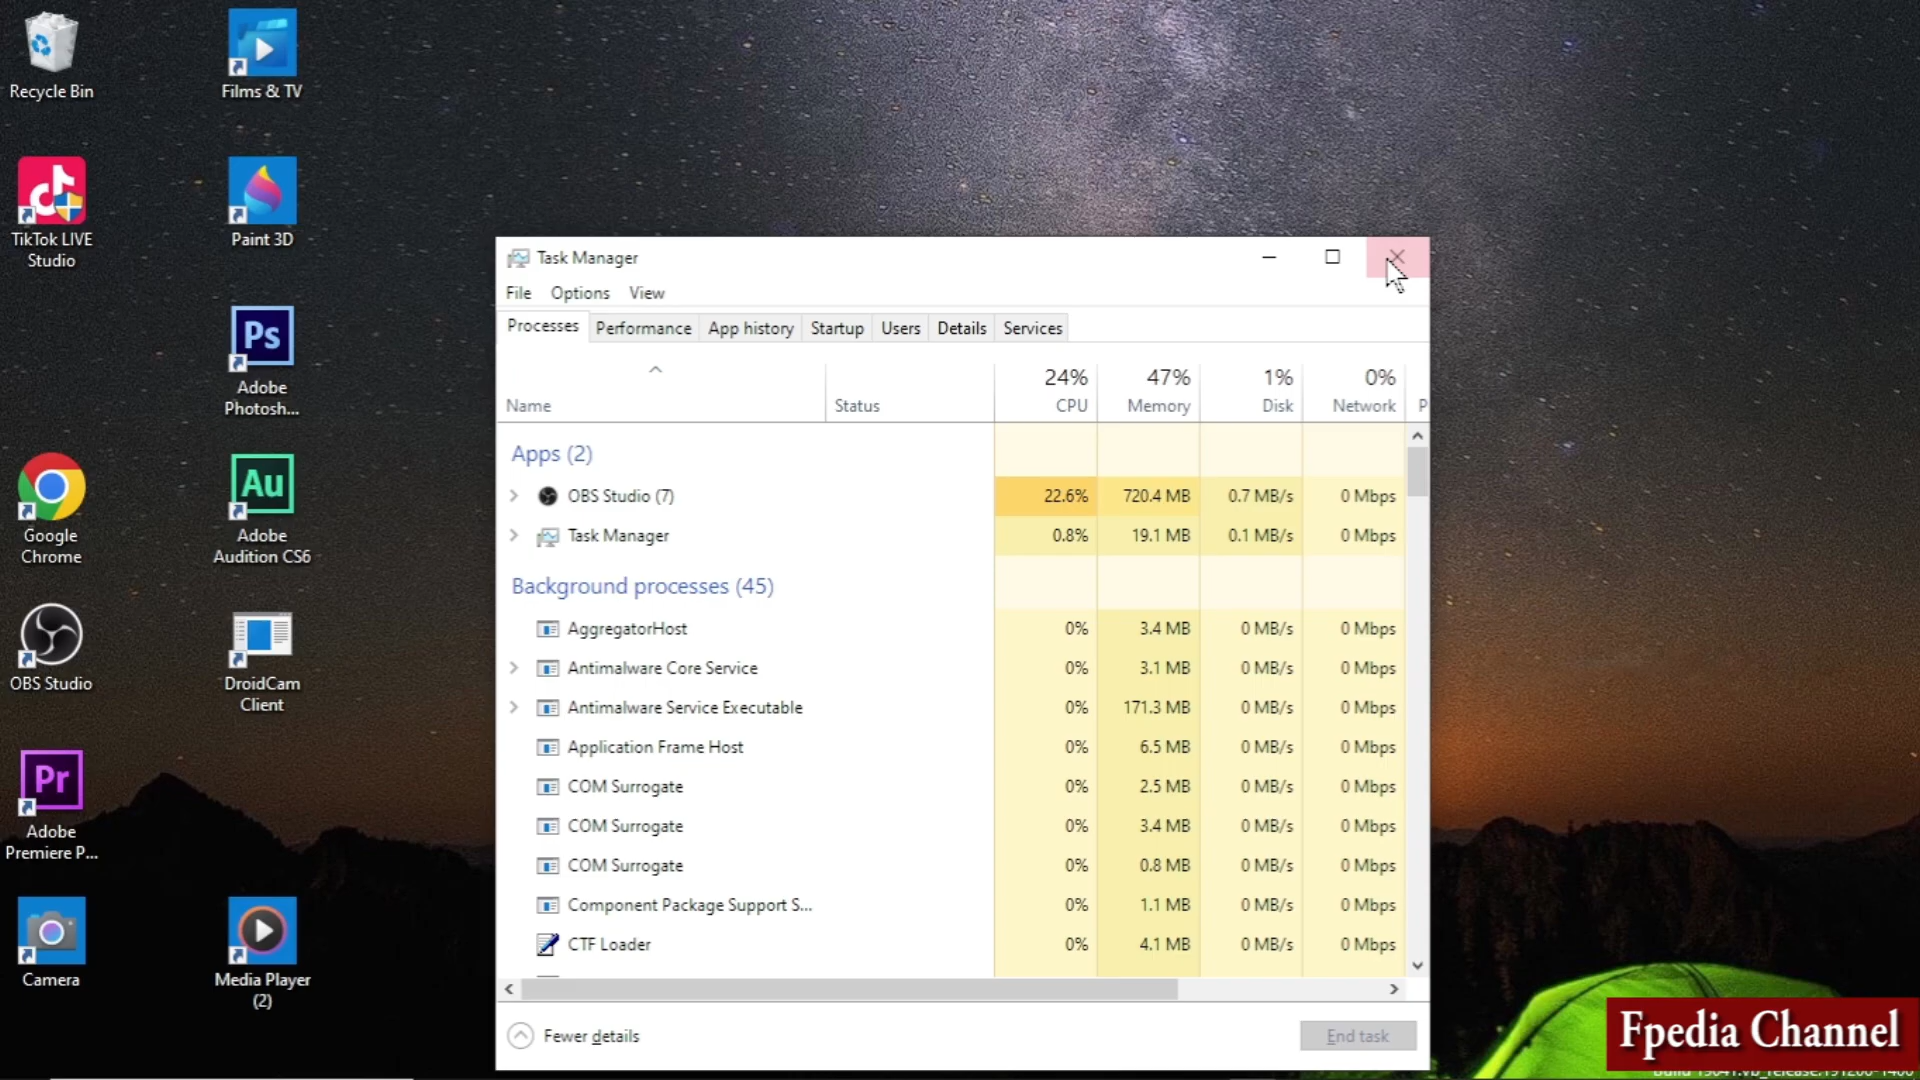 Recycle Bin
Films & TV
TikTok LIVE
Studio
Paint 3D
Ps
Adobe
Photosh...
Google
Chrome
Au
Adobe
Audition CS6
OBS Studio
DroidCam
Client
Pr
Adobe
Premiere P...
Camera
Media Player
(2)
Task Manager
File Options View
Processes Performance App history Startup Users Details Services
24% 47% 1% 0%
Name Status CPU Memory Disk Network P
Apps (2)
OBS Studio (7) 22.6% 720.4 MB 0.7 MB/s 0 Mbps
Task Manager 0.8% 19.1 MB 0.1 MB/s 0 Mbps
Background processes (45)
AggregatorHost 0% 3.4 MB 0 MB/s 0 Mbps
Antimalware Core Service 0% 3.1 MB 0 MB/s 0 Mbps
Antimalware Service Executable 0% 171.3 MB 0 MB/s 0 Mbps
Application Frame Host 0% 6.5 MB 0 MB/s 0 Mbps
COM Surrogate 0% 2.5 MB 0 MB/s 0 Mbps
COM Surrogate 0% 3.4 MB 0 MB/s 0 Mbps
COM Surrogate 0% 0.8 MB 0 MB/s 0 Mbps
Component Package Support S... 0% 1.1 MB 0 MB/s 0 Mbps
CTF Loader 0% 4.1 MB 0 MB/s 0 Mbps
Fewer details
End task
Fpedia Channel